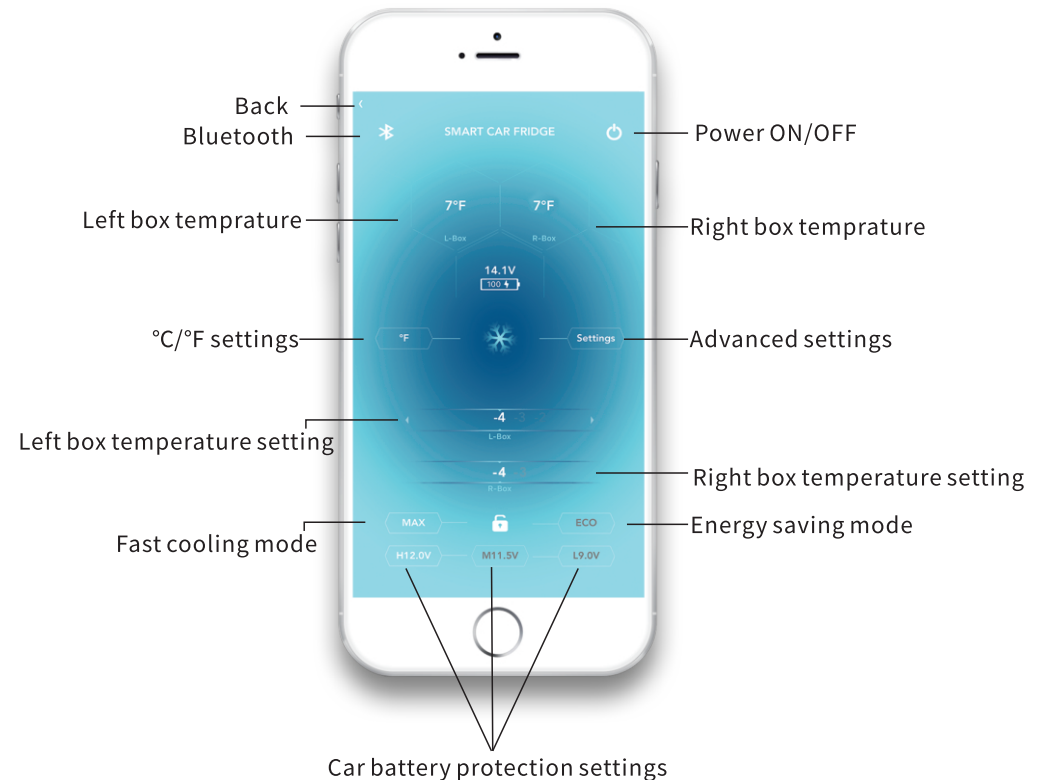 Back
Bluetooth
SMART CAR FRIDGE
Power ON/OFF
7°F
7°F
Left box temprature
Right box temprature
L-Box
R-Box
14.1V
100
°C/°F settings
°F
Settings
Advanced settings
-4 -3
L-Box
Left box temperature setting
-4 -3
R-Box
Right box temperature setting
MAX
ECO
Energy saving mode
Fast cooling mode
H12.0V
M11.5V
L9.0V
Car battery protection settings